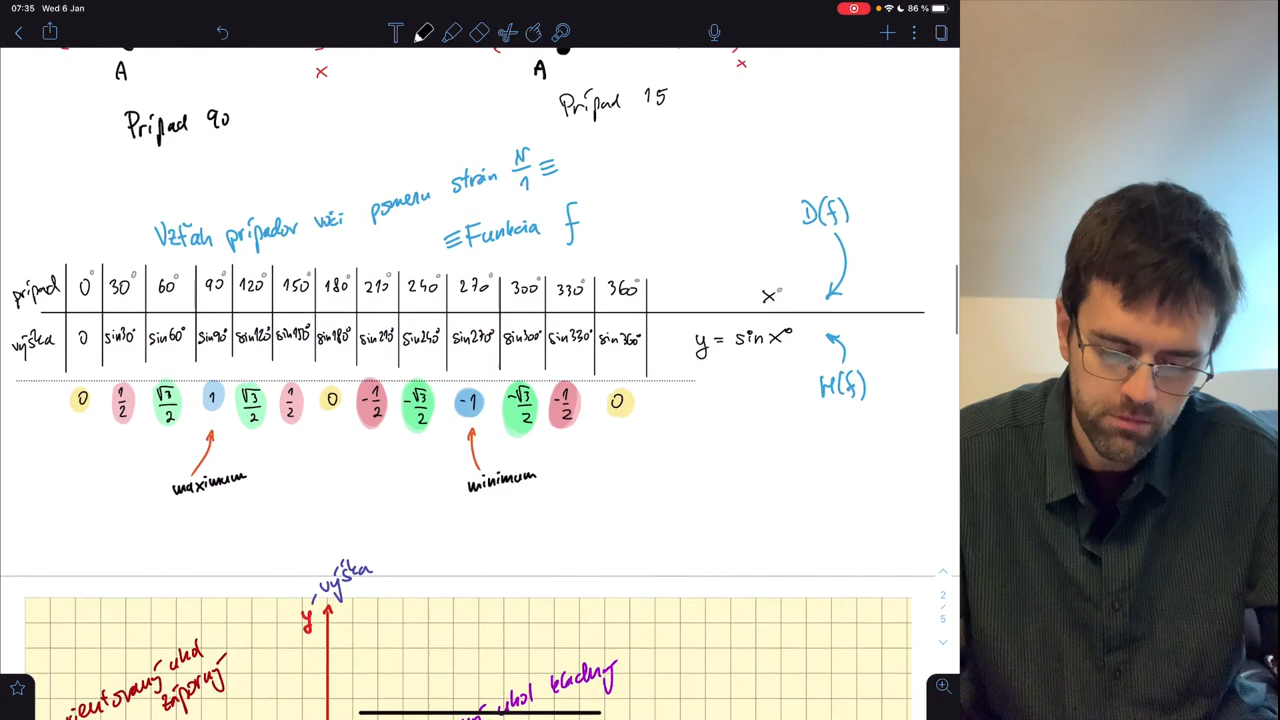 07:35 Wed 6 Jan
86 %
A
x
A
x
Prípad 90
Prípad 15
Vzťah prípadov voči pomeru strán N/1 ≡
≡ Funkcia f
D(f)
prípad 0° 30° 60° 90° 120° 150° 180° 210° 240° 270° 300° 330° 360° x°
výška 0 sin30° sin60° sin90° sin120° sin150° sin180° sin210° sin240° sin270° sin300° sin330° sin360° y = sinx°
H(f)
0 1/2 √3/2 1 √3/2 1/2 0 -1/2 -√3/2 -1 -√3/2 -1/2 0
maximum
minimum
2/5
y - výška
uhol
záporný
uhol kladný